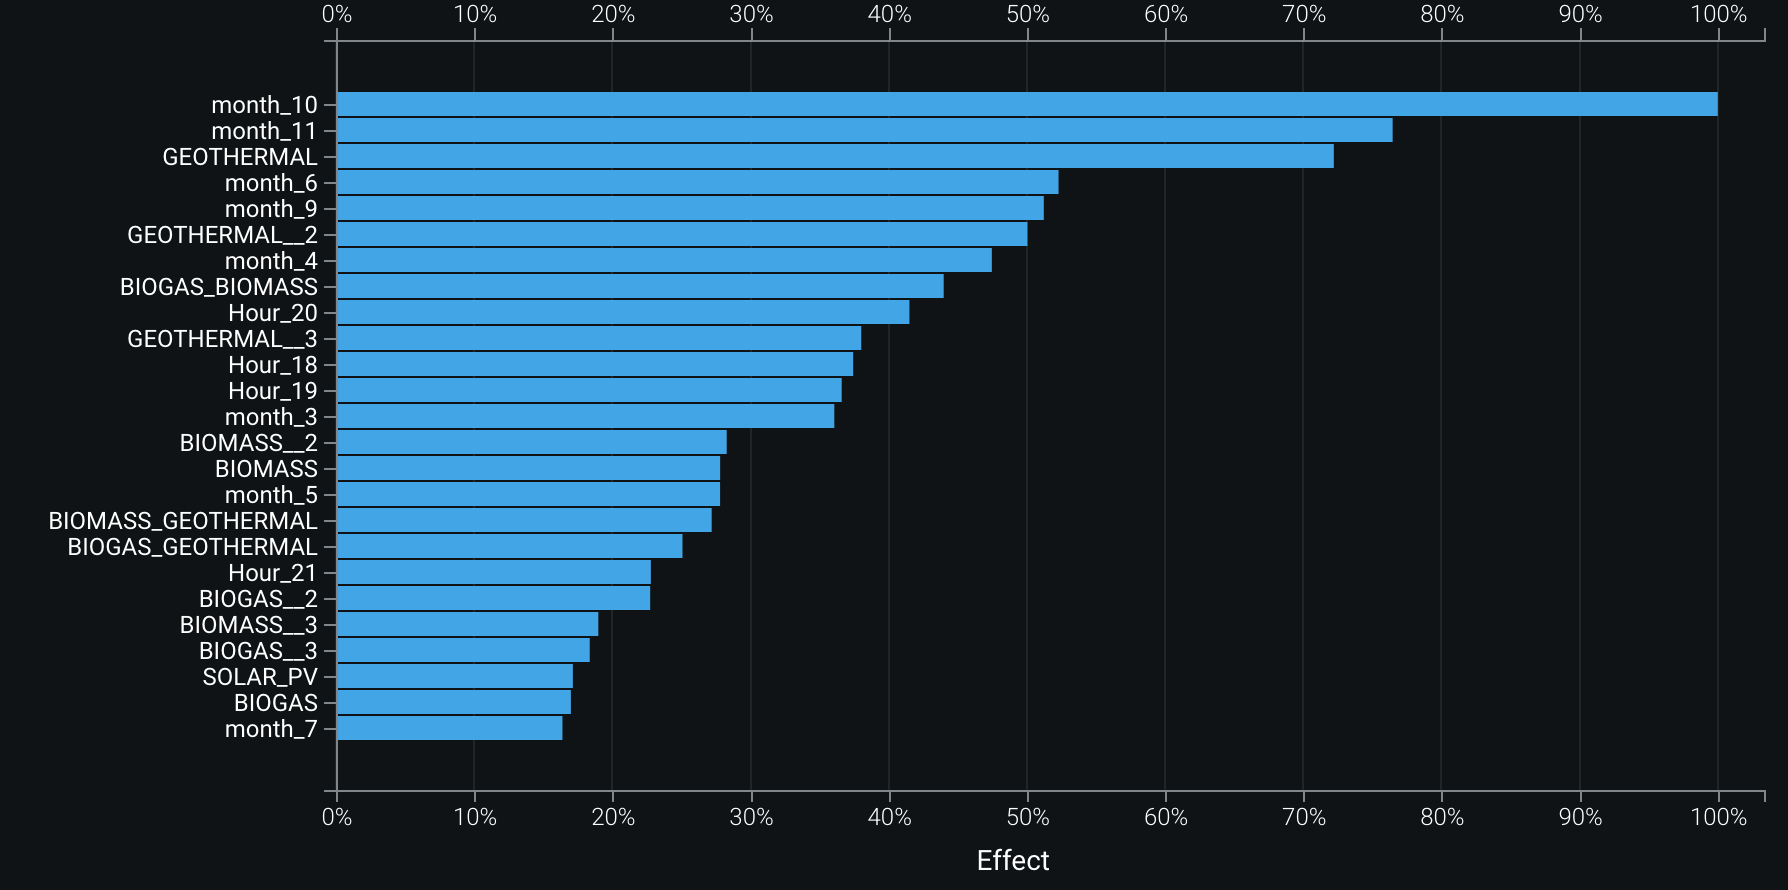 0% 10% 20% 30% 40% 50% 60% 70% 80% 90% 100%
month_10
month_11
GEOTHERMAL
month_6
month_9
GEOTHERMAL__2
month_4
BIOGAS_BIOMASS
Hour_20
GEOTHERMAL__3
Hour_18
Hour_19
month_3
BIOMASS__2
BIOMASS
month_5
BIOMASS_GEOTHERMAL
BIOGAS_GEOTHERMAL
Hour_21
BIOGAS__2
BIOMASS__3
BIOGAS__3
SOLAR_PV
BIOGAS
month_7
0% 10% 20% 30% 40% 50% 60% 70% 80% 90% 100%
Effect